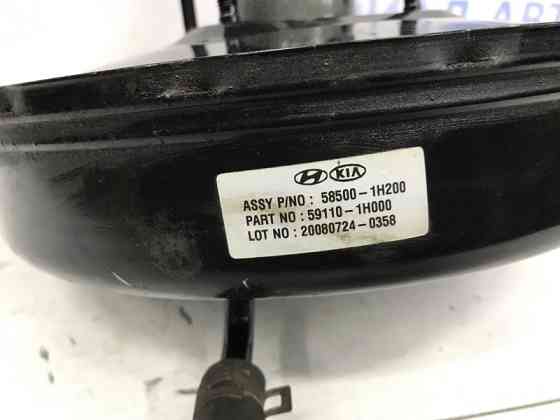 KIA
ASSY P/NO : 58500-1H200
PART NO : 59110-1H000
LOT NO : 20080724-0358